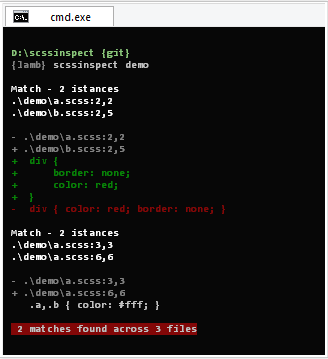 cmd.exe
D:\scssinspect {git}
{lamb} scssinspect demo
Match - 2 istances
.\demo\a.scss:2,2
.\demo\b.scss:2,5
- .\demo\a.scss:2,2
+ .\demo\b.scss:2,5
+ div {
+ border: none;
+ color: red;
+ }
- div { color: red; border: none; }
Match - 2 istances
.\demo\a.scss:3,3
.\demo\a.scss:6,6
- .\demo\a.scss:3,3
+ .\demo\a.scss:6,6
.a,.b { color: #fff; }
2 matches found across 3 files